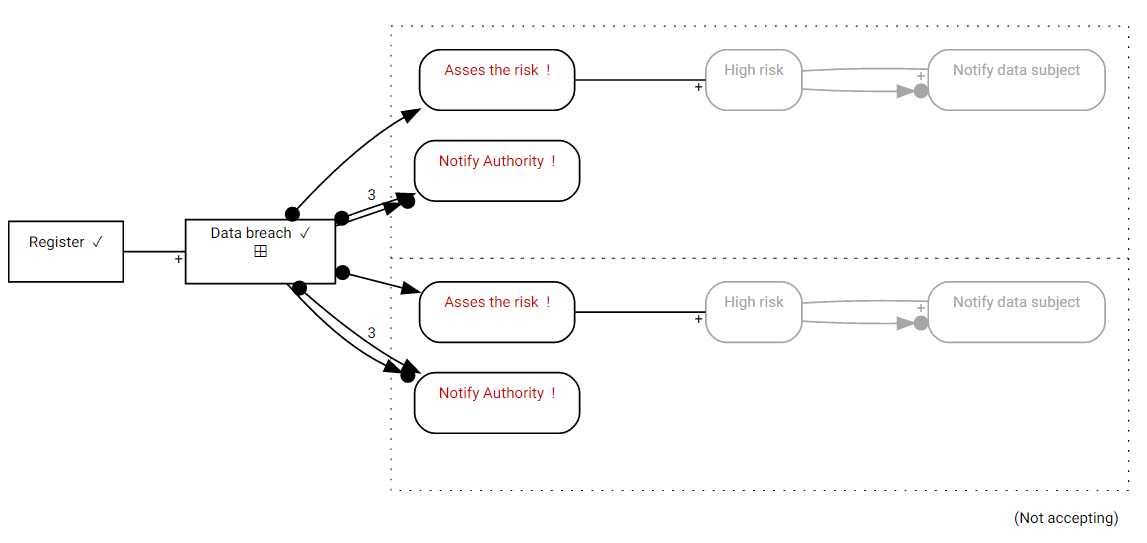 Asses the risk !
High risk
+
Notify data subject
+
Notify Authority !
3
Register ✓
+
Data breach ✓
Asses the risk !
High risk
+
Notify data subject
+
3
Notify Authority !
(Not accepting)